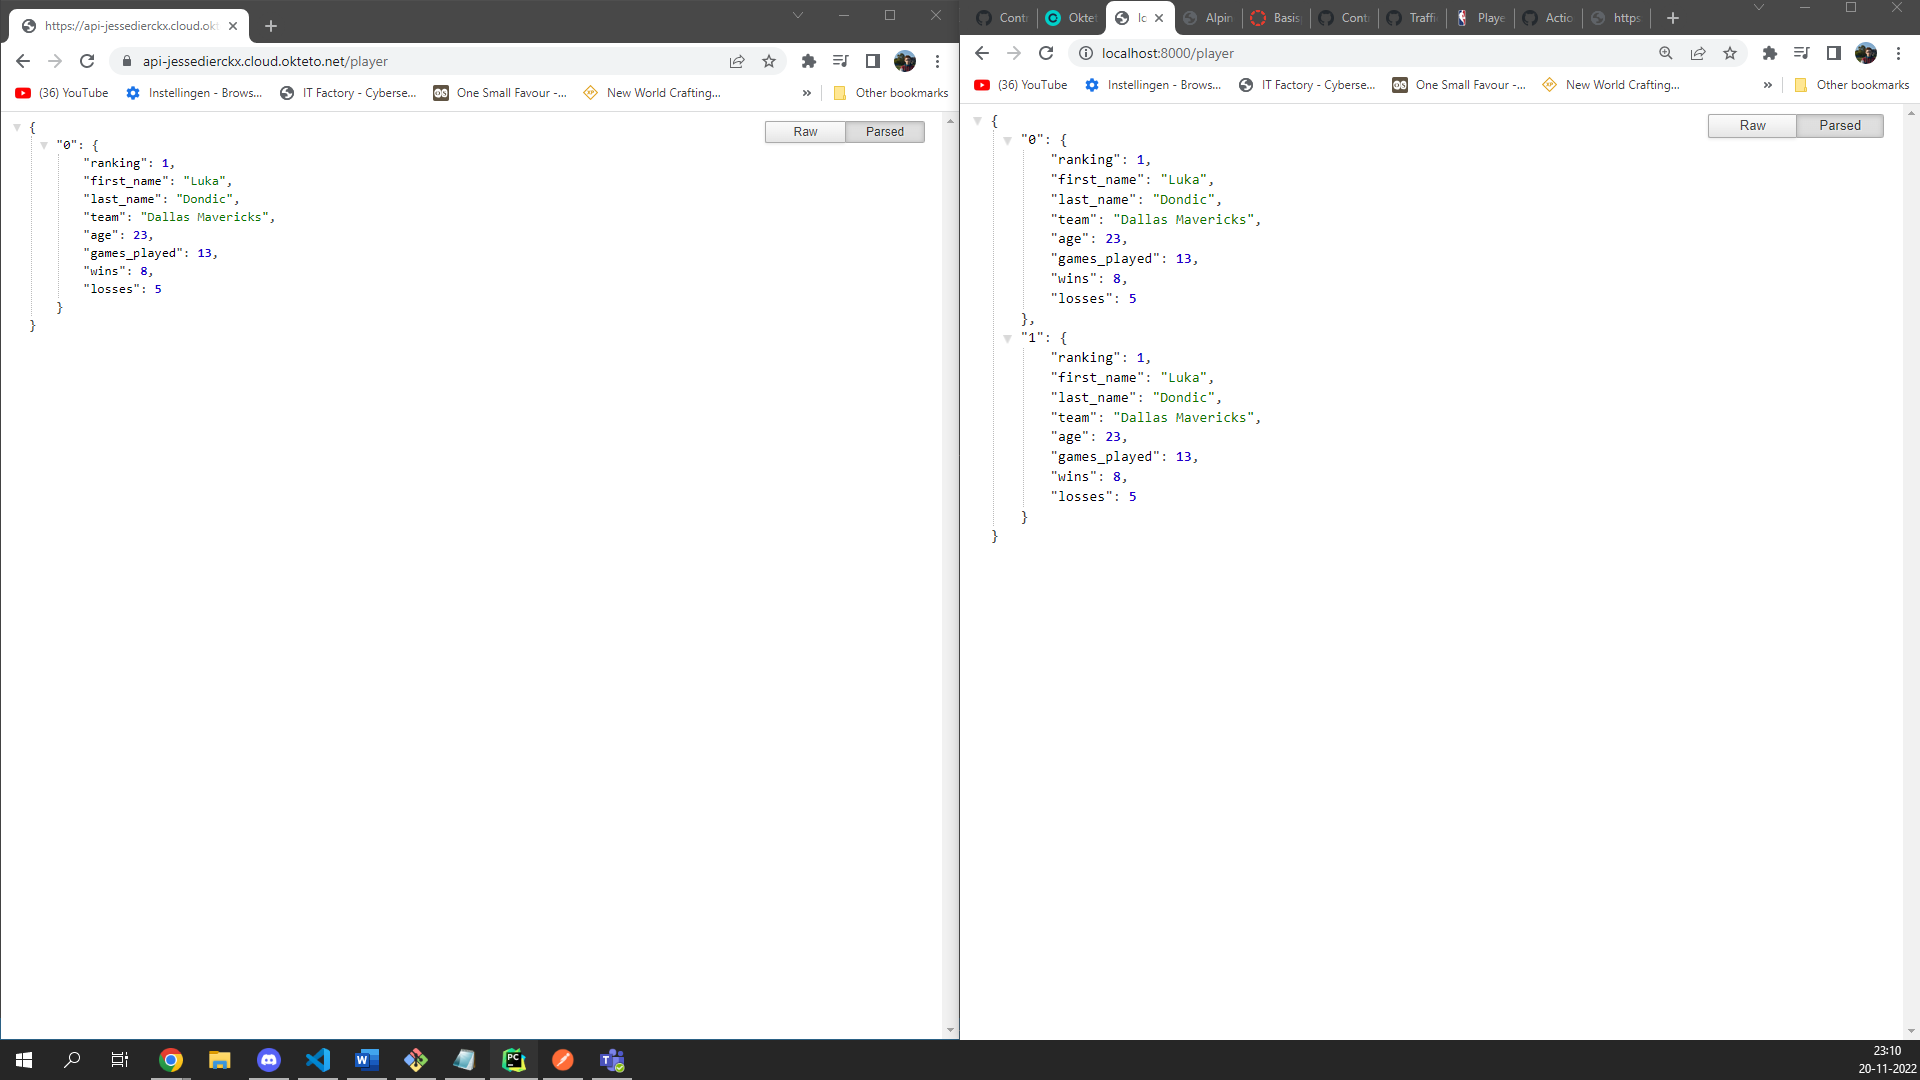 https://api-jessedierckx.cloud.okt
api-jessedierckx.cloud.okteto.net/player
(36) YouTube
Instellingen - Brows...
IT Factory - Cyberse...
One Small Favour -...
New World Crafting...
»
Other bookmarks
Raw
Parsed
{
"0": {
"ranking": 1,
"first_name": "Luka",
"last_name": "Dondic",
"team": "Dallas Mavericks",
"age": 23,
"games_played": 13,
"wins": 8,
"losses": 5
}
}
Contr
Oktet
lc
Alpin
Basis
Cont
Traffi
Playe
Actio
https
localhost:8000/player
(36) YouTube
Instellingen - Brows...
IT Factory - Cyberse...
One Small Favour -...
New World Crafting...
»
Other bookmarks
Raw
Parsed
{
"0": {
"ranking": 1,
"first_name": "Luka",
"last_name": "Dondic",
"team": "Dallas Mavericks",
"age": 23,
"games_played": 13,
"wins": 8,
"losses": 5
},
"1": {
"ranking": 1,
"first_name": "Luka",
"last_name": "Dondic",
"team": "Dallas Mavericks",
"age": 23,
"games_played": 13,
"wins": 8,
"losses": 5
}
}
23:10
20-11-2022